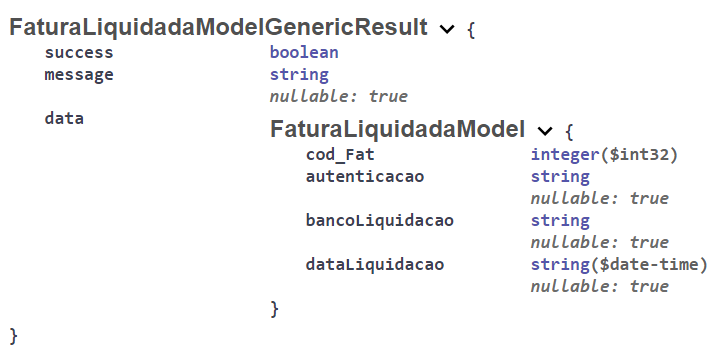 FaturaLiquidadaModelGenericResult {
success boolean
message string
nullable: true
data
FaturaLiquidadaModel {
cod_Fat integer($int32)
autenticacao string
nullable: true
bancoLiquidacao string
nullable: true
dataLiquidacao string($date-time)
nullable: true
}
}